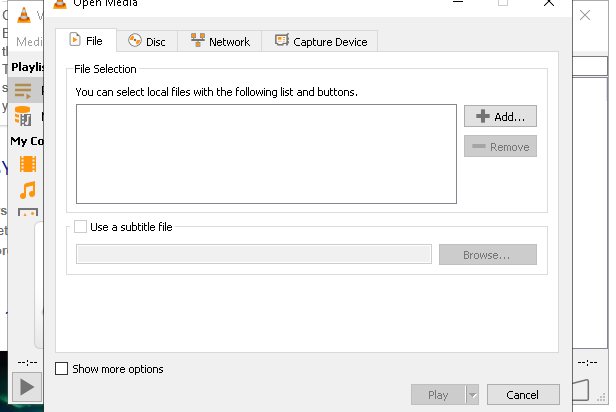 Open Media
Medi
File
Disc
Network
Capture Device
Playlis
File Selection
You can select local files with the following list and buttons.
Add...
Remove
My Co
Use a subtitle file
Browse...
--:--
--:--
Show more options
Play
Cancel